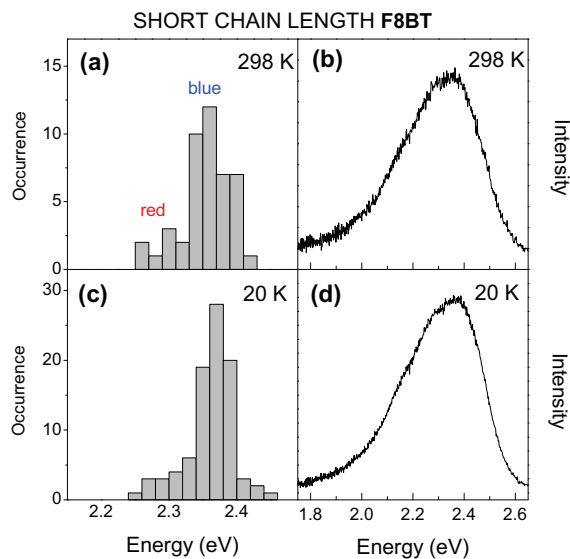 SHORT CHAIN LENGTH F8BT
(a) 298 K
blue
red
15
10
5
0
Occurrence
(b) 298 K
Intensity
(c) 20 K
30
20
10
0
Occurrence
2.2 2.3 2.4
Energy (eV)
(d) 20 K
Intensity
1.8 2.0 2.2 2.4 2.6
Energy (eV)